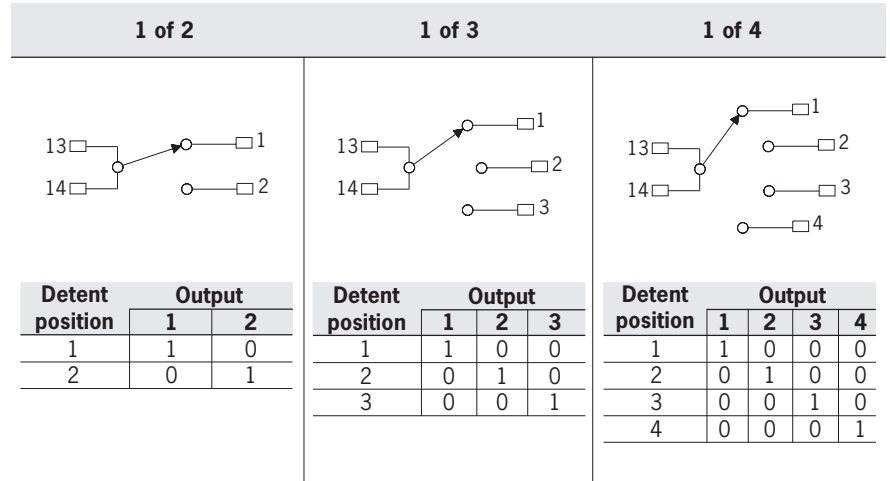 1 of 2
13
14
1
2
Detent position Output
1 2
1 1 0
2 0 1
1 of 3
13
14
1
2
3
Detent position Output
1 2 3
1 1 0 0
2 0 1 0
3 0 0 1
1 of 4
13
14
1
2
3
4
Detent position Output
1 2 3 4
1 1 0 0 0
2 0 1 0 0
3 0 0 1 0
4 0 0 0 1